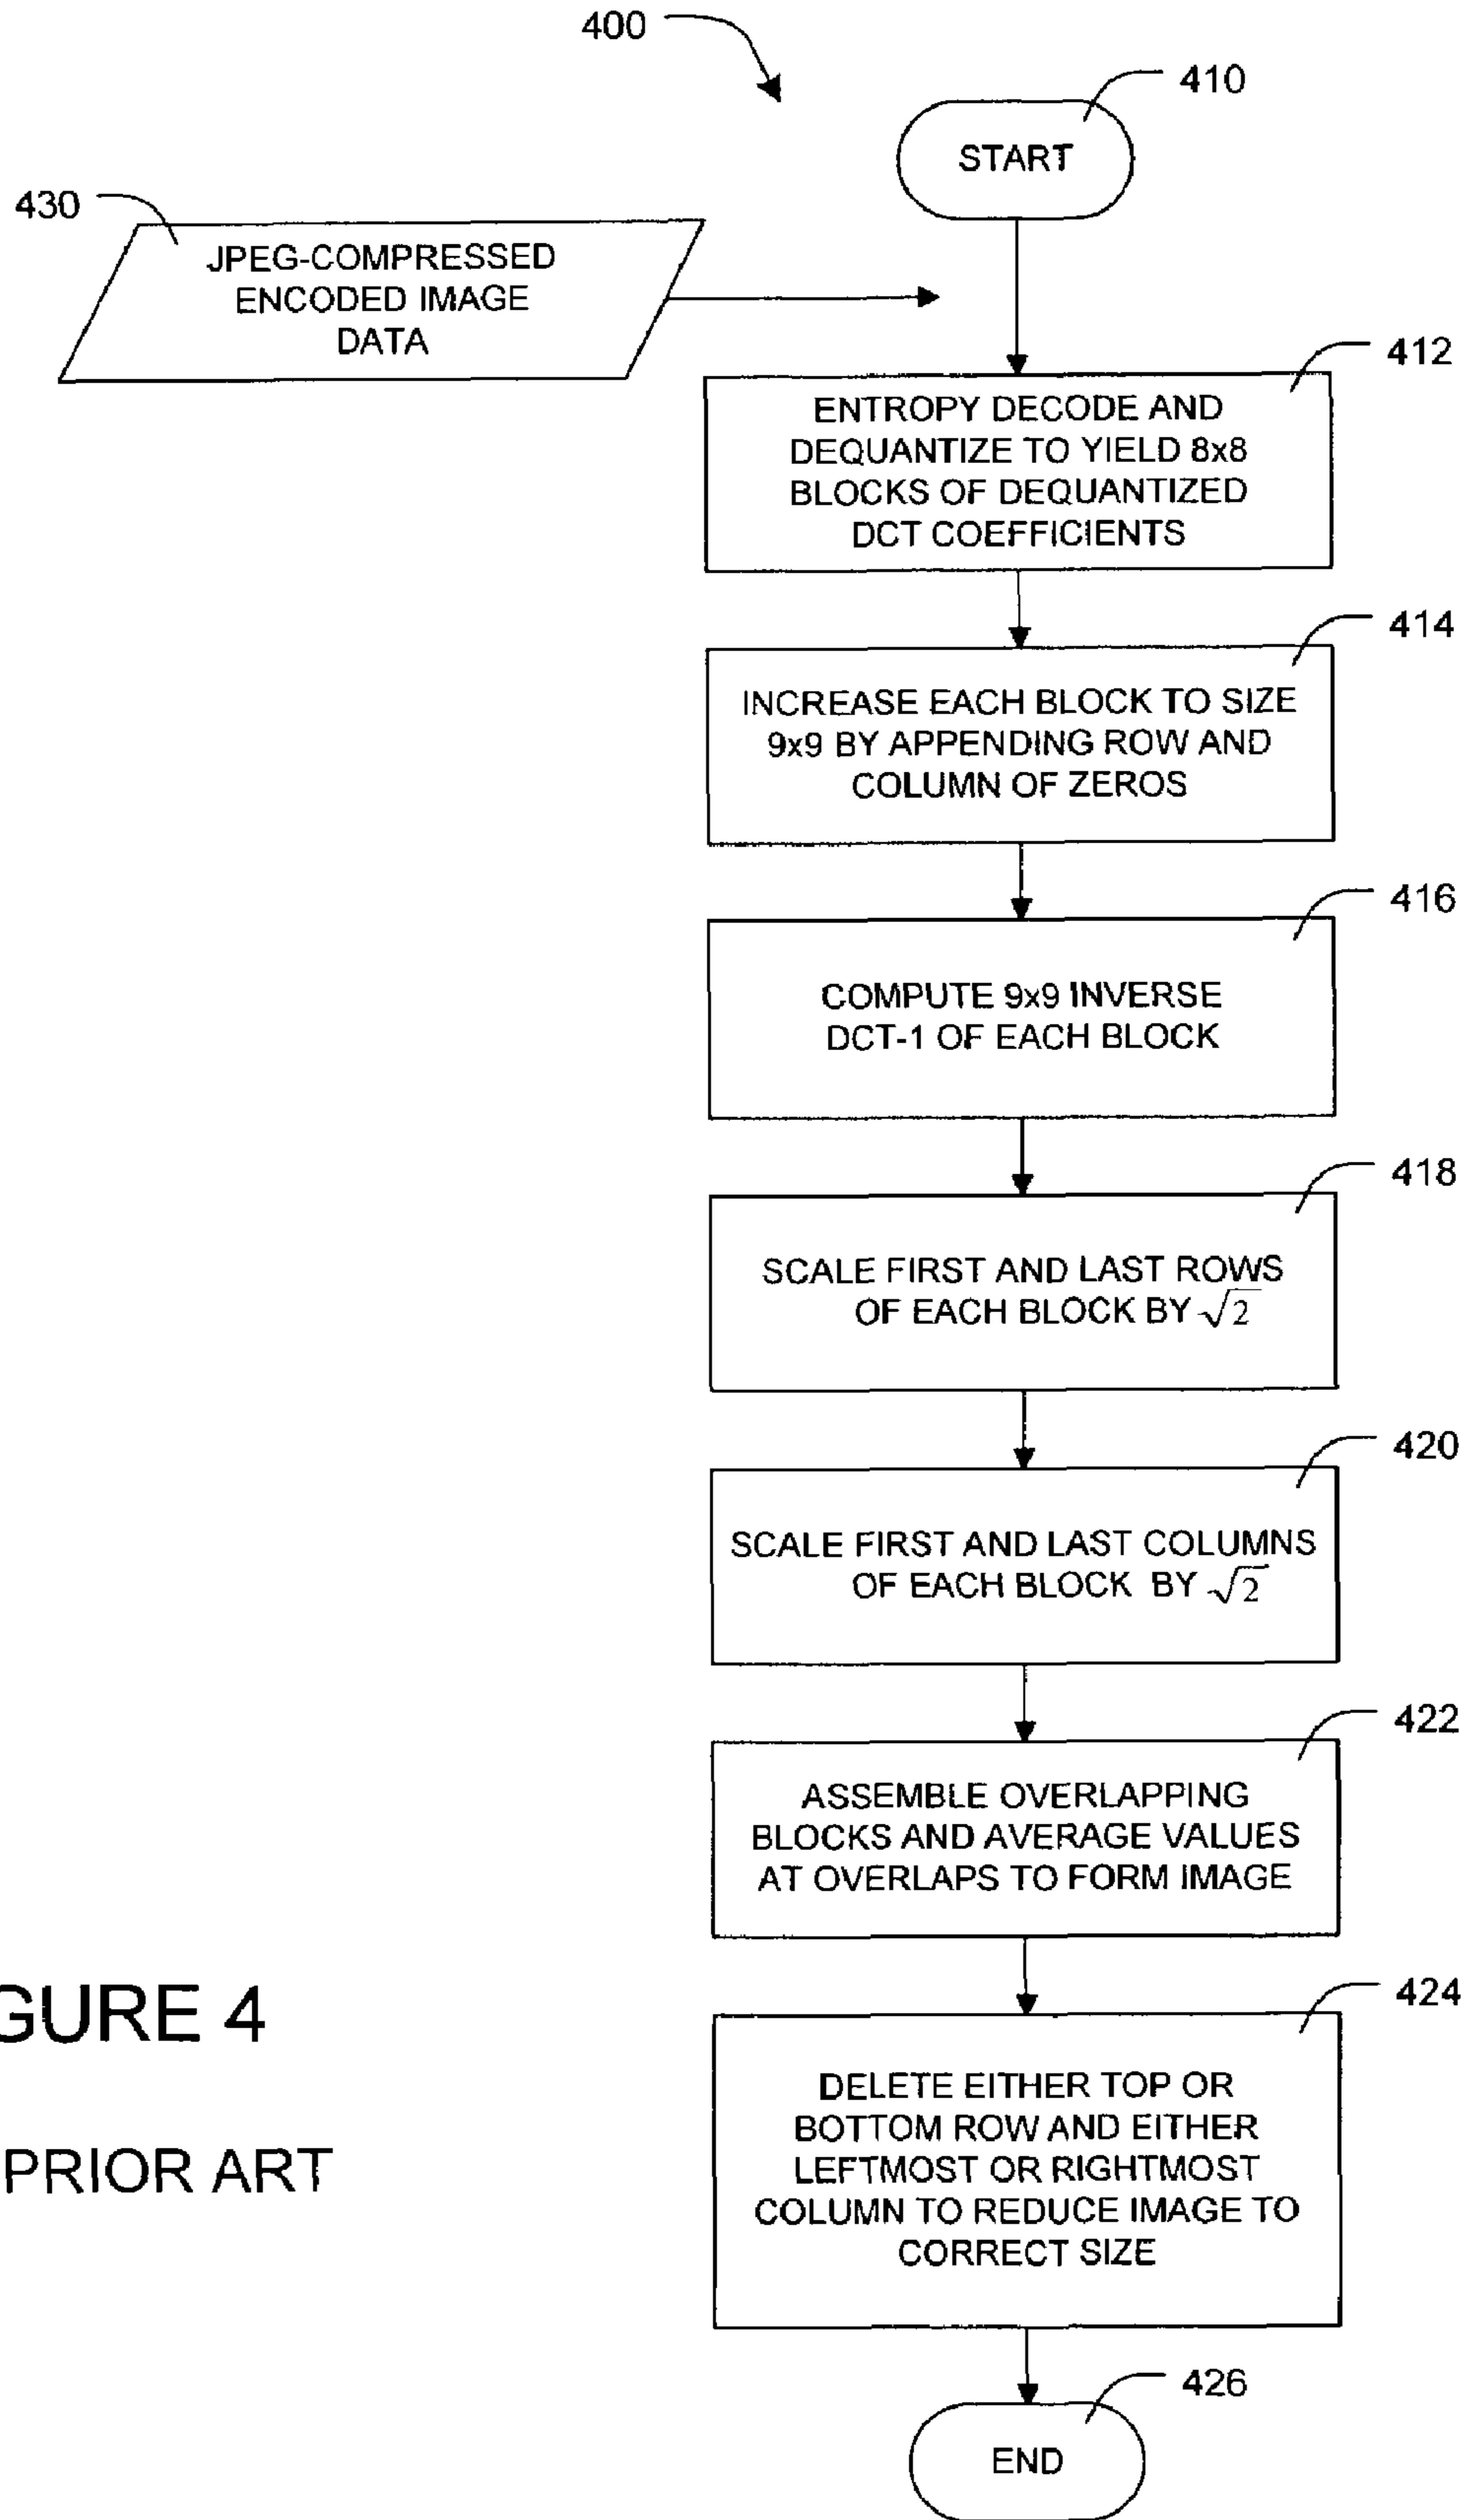 400
410
START
430
JPEG-COMPRESSED
ENCODED IMAGE
DATA
412
ENTROPY DECODE AND
DEQUANTIZE TO YIELD 8x8
BLOCKS OF DEQUANTIZED
DCT COEFFICIENTS
414
INCREASE EACH BLOCK TO SIZE
9x9 BY APPENDING ROW AND
COLUMN OF ZEROS
416
COMPUTE 9x9 INVERSE
DCT-1 OF EACH BLOCK
418
SCALE FIRST AND LAST ROWS
OF EACH BLOCK BY √2
420
SCALE FIRST AND LAST COLUMNS
OF EACH BLOCK BY √2
422
ASSEMBLE OVERLAPPING
BLOCKS AND AVERAGE VALUES
AT OVERLAPS TO FORM IMAGE
424
DELETE EITHER TOP OR
BOTTOM ROW AND EITHER
LEFTMOST OR RIGHTMOST
COLUMN TO REDUCE IMAGE TO
CORRECT SIZE
426
END
GURE 4
PRIOR ART